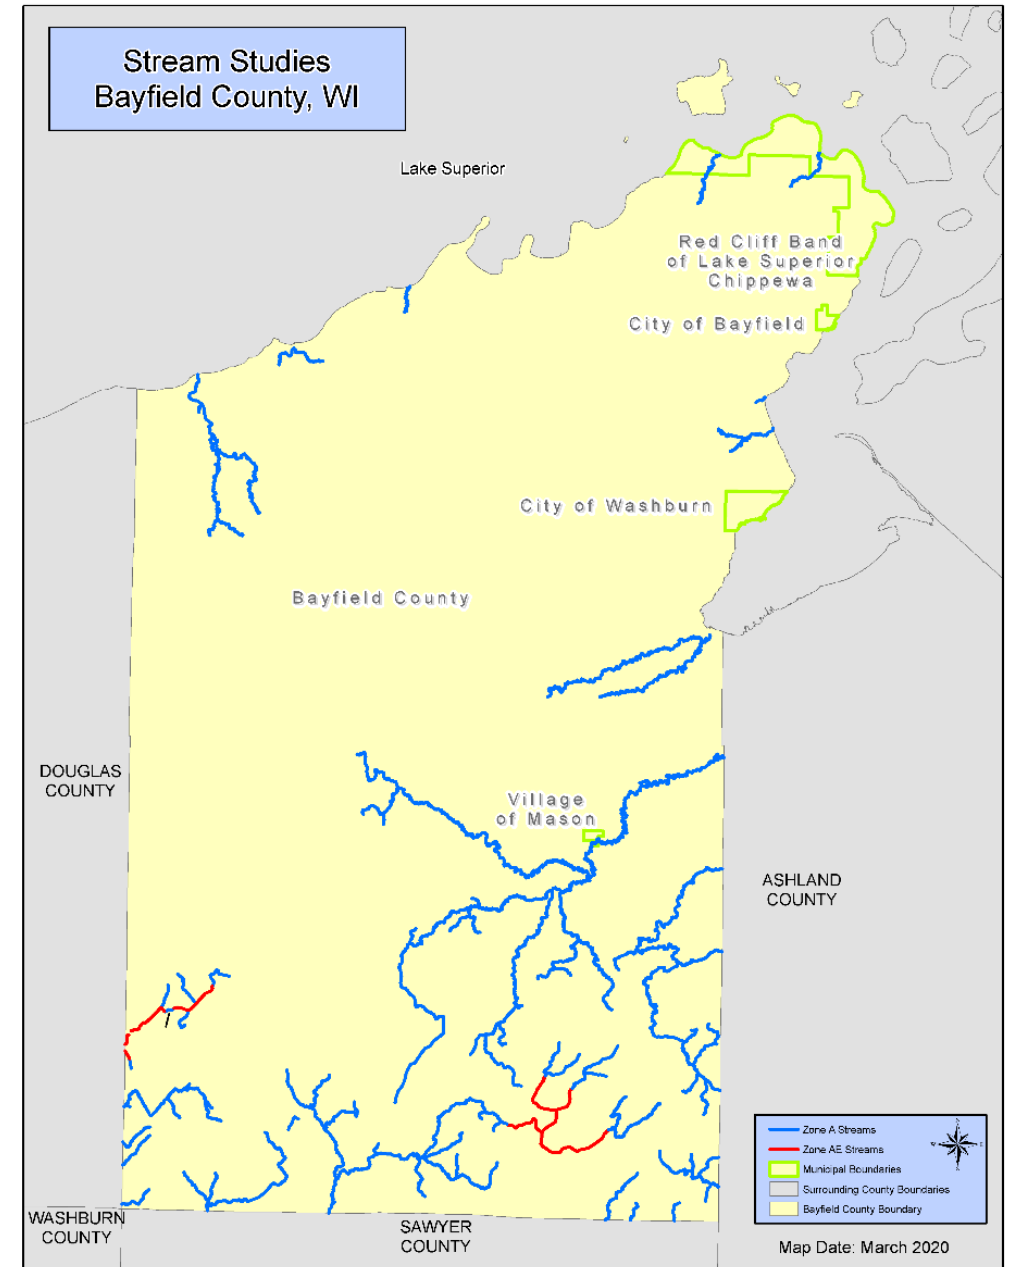 Stream Studies
Bayfield County, WI
Lake Superior
Red Cliff Band
of Lake Superior
Chippewa
City of Bayfield
City of Washburn
Bayfield County
DOUGLAS
COUNTY
Village
of Mason
ASHLAND
COUNTY
Zone A Streams
Zone AE Streams
Municipal Boundaries
Surrounding County Boundaries
Bayfield County Boundary
WASHBURN
COUNTY
SAWYER
COUNTY
Map Date: March 2020